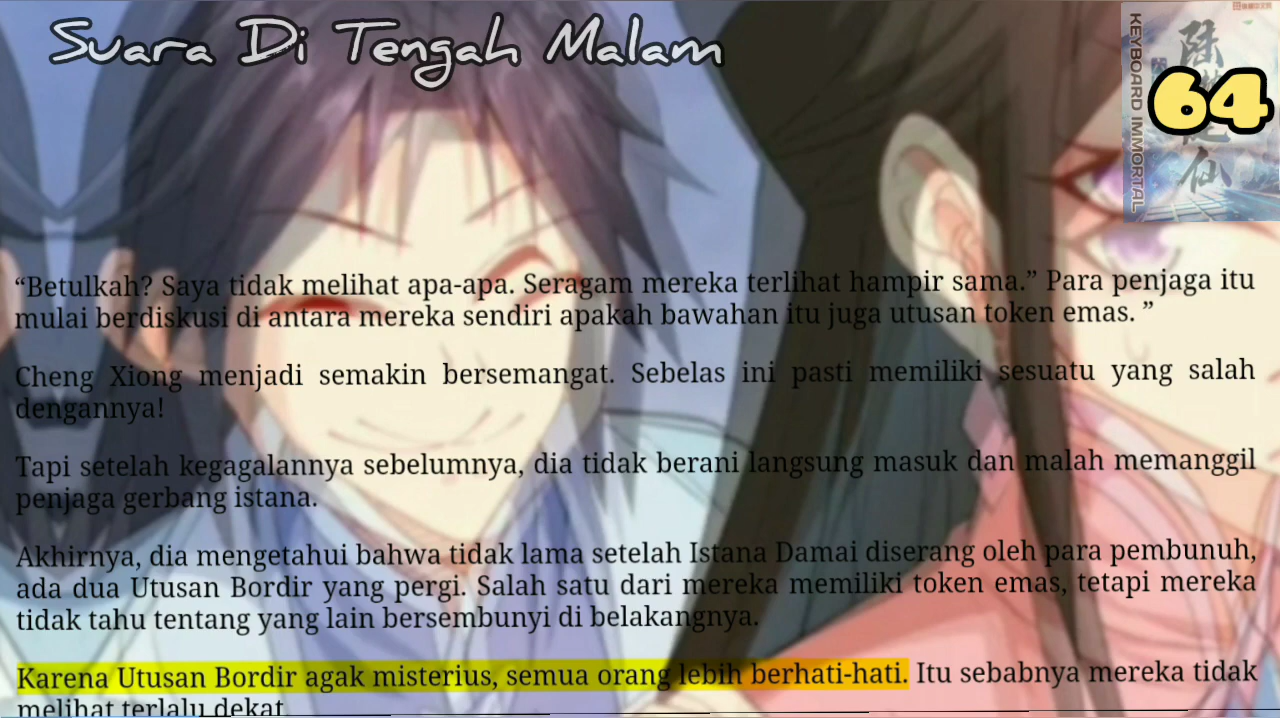 Suara Di Tengah Malam
KEYBOARD IMMORTAL
64
“Betulkah? Saya tidak melihat apa-apa. Seragam mereka terlihat hampir sama.” Para penjaga itu
mulai berdiskusi di antara mereka sendiri apakah bawahan itu juga utusan token emas. ”
Cheng Xiong menjadi semakin bersemangat. Sebelas ini pasti memiliki sesuatu yang salah
dengannya!
Tapi setelah kegagalannya sebelumnya, dia tidak berani langsung masuk dan malah memanggil
penjaga gerbang istana.
Akhirnya, dia mengetahui bahwa tidak lama setelah Istana Damai diserang oleh para pembunuh,
ada dua Utusan Bordir yang pergi. Salah satu dari mereka memiliki token emas, tetapi mereka
tidak tahu tentang yang lain bersembunyi di belakangnya.
Karena Utusan Bordir agak misterius, semua orang lebih berhati-hati. Itu sebabnya mereka tidak
melihat terlalu dekat.